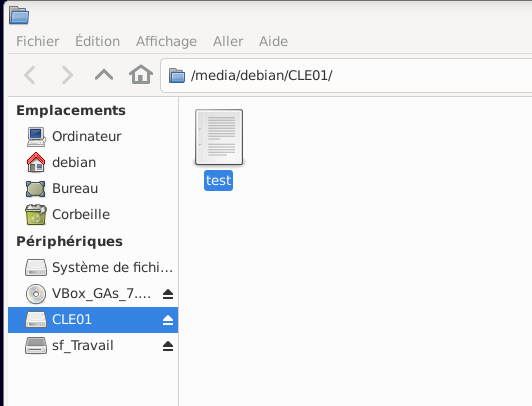 Fichier Édition Affichage Aller Aide
/media/debian/CLE01/
Emplacements
Ordinateur
debian
Bureau
Corbeille
Périphériques
Système de fichi...
VBox_GAs_7....
CLE01
sf_Travail
test